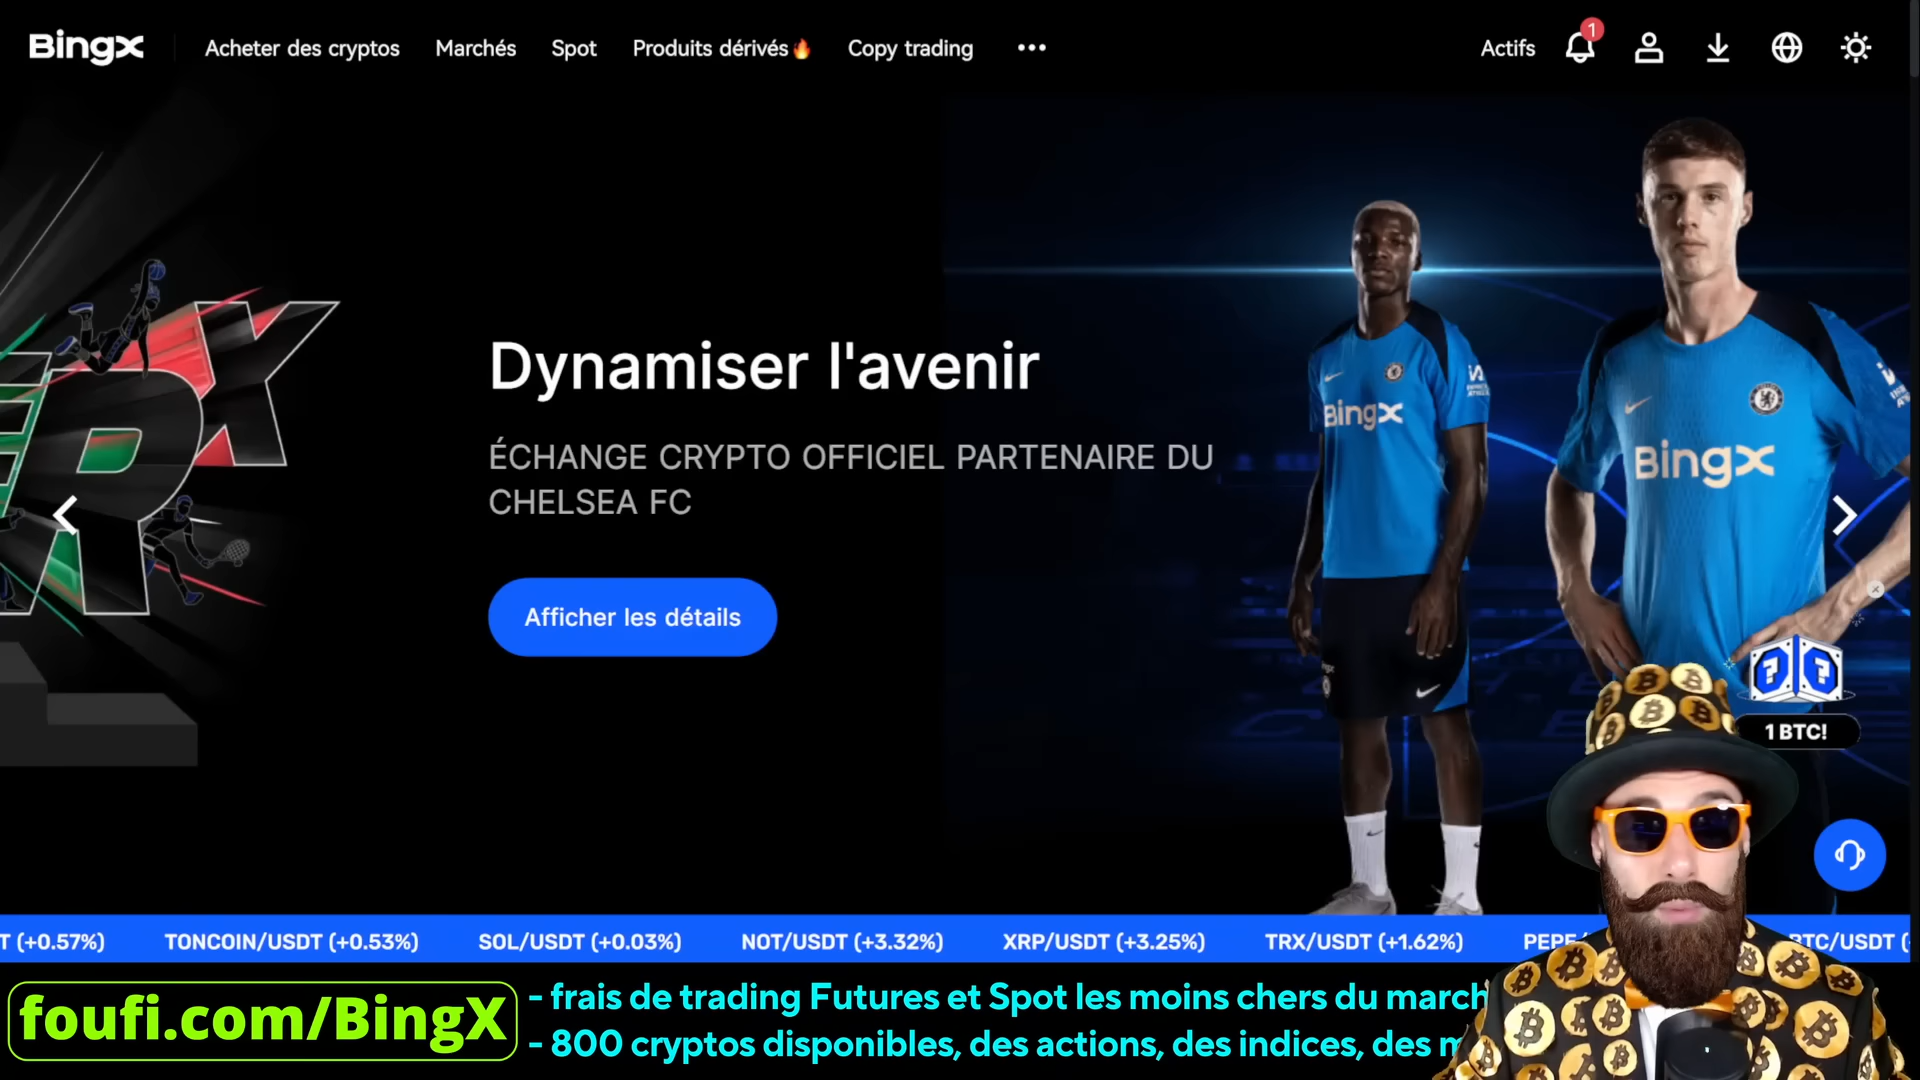 BingX
Acheter des cryptos
Marchés
Spot
Produits dérivés
Copy trading
Actifs
1
Dynamiser l'avenir
ÉCHANGE CRYPTO OFFICIEL PARTENAIRE DU
CHELSEA FC
Afficher les détails
BingX
BingX
1 BTC!
T (+0.57%)
TONCOIN/USDT (+0.53%)
SOL/USDT (+0.03%)
NOT/USDT (+3.32%)
XRP/USDT (+3.25%)
TRX/USDT (+1.62%)
PEPE/
BTC/USDT (
foufi.com/BingX
- frais de trading Futures et Spot les moins chers du march
- 800 cryptos disponibles, des actions, des indices, des m